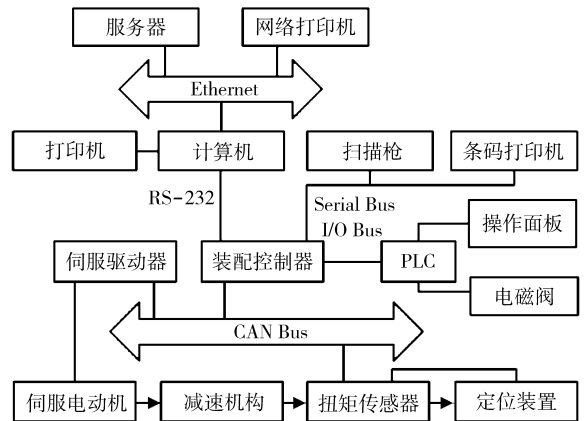 服务器
网络打印机
Ethernet
打印机
计算机
扫描枪
条码打印机
RS-232
Serial Bus
I/O Bus
操作面板
伺服驱动器
装配控制器
PLC
电磁阀
CAN Bus
伺服电动机
减速机构
扭矩传感器
定位装置